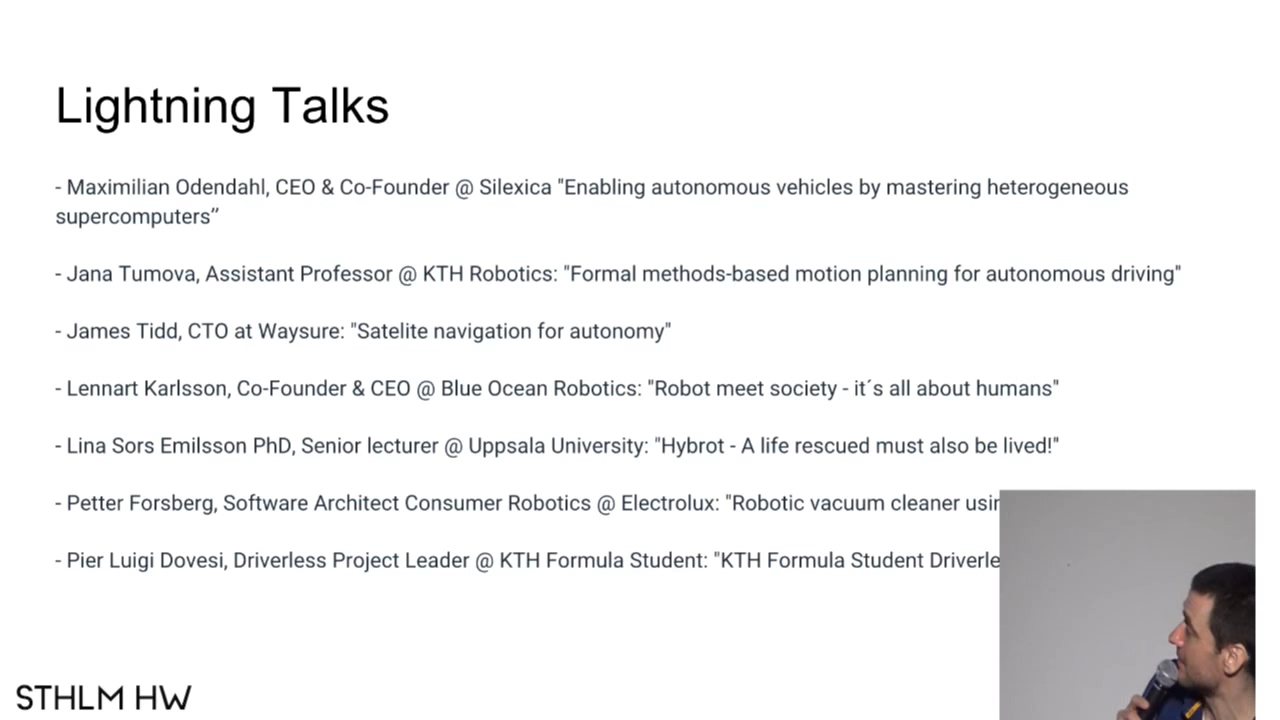 Lightning Talks
- Maximilian Odendahl, CEO & Co-Founder @ Silexica "Enabling autonomous vehicles by mastering heterogeneous
supercomputers”
- Jana Tumova, Assistant Professor @ KTH Robotics: "Formal methods-based motion planning for autonomous driving"
- James Tidd, CTO at Waysure: "Satelite navigation for autonomy"
- Lennart Karlsson, Co-Founder & CEO @ Blue Ocean Robotics: "Robot meet society - it´s all about humans"
- Lina Sors Emilsson PhD, Senior lecturer @ Uppsala University: "Hybrot - A life rescued must also be lived!"
- Petter Forsberg, Software Architect Consumer Robotics @ Electrolux: "Robotic vacuum cleaner
- Pier Luigi Dovesi, Driverless Project Leader @ KTH Formula Student: "KTH Formula Student
STHLM HW